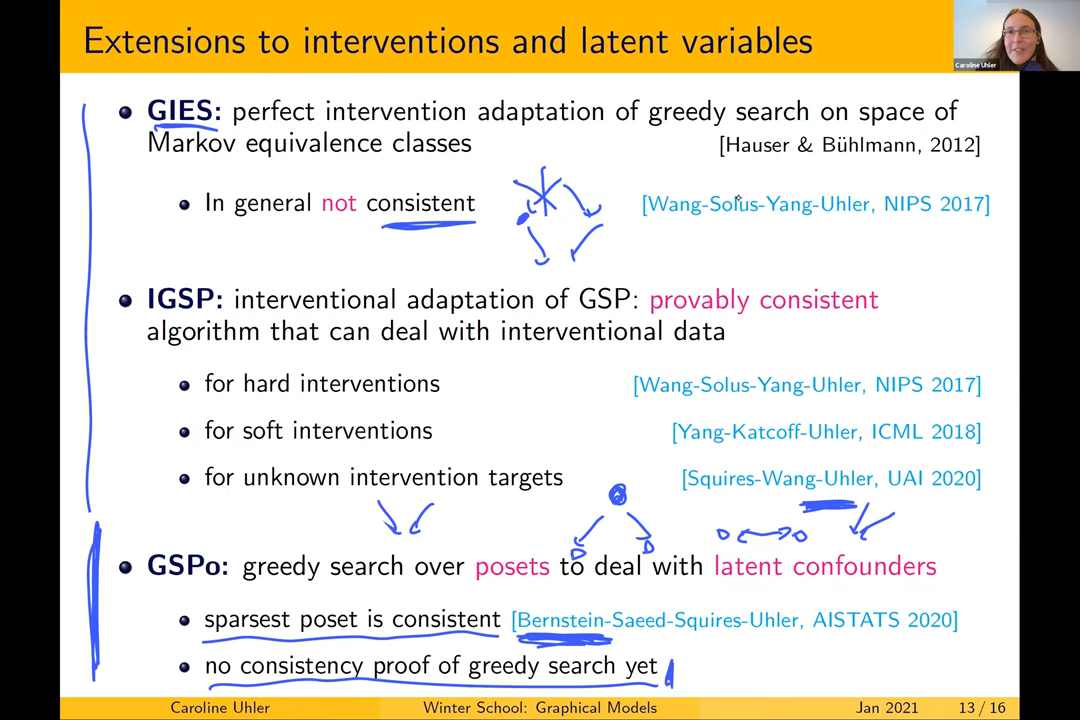 Extensions to interventions and latent variables
Caroline Uhler
GIES: perfect intervention adaptation of greedy search on space of
Markov equivalence classes [Hauser & Bühlmann, 2012]
In general not consistent [Wang-Solus-Yang-Uhler, NIPS 2017]
IGSP: interventional adaptation of GSP: provably consistent
algorithm that can deal with interventional data
for hard interventions [Wang-Solus-Yang-Uhler, NIPS 2017]
for soft interventions [Yang-Katcoff-Uhler, ICML 2018]
for unknown intervention targets [Squires-Wang-Uhler, UAI 2020]
GSPo: greedy search over posets to deal with latent confounders
sparsest poset is consistent [Bernstein-Saeed-Squires-Uhler, AISTATS 2020]
no consistency proof of greedy search yet
Caroline Uhler Winter School: Graphical Models Jan 2021 13 / 16